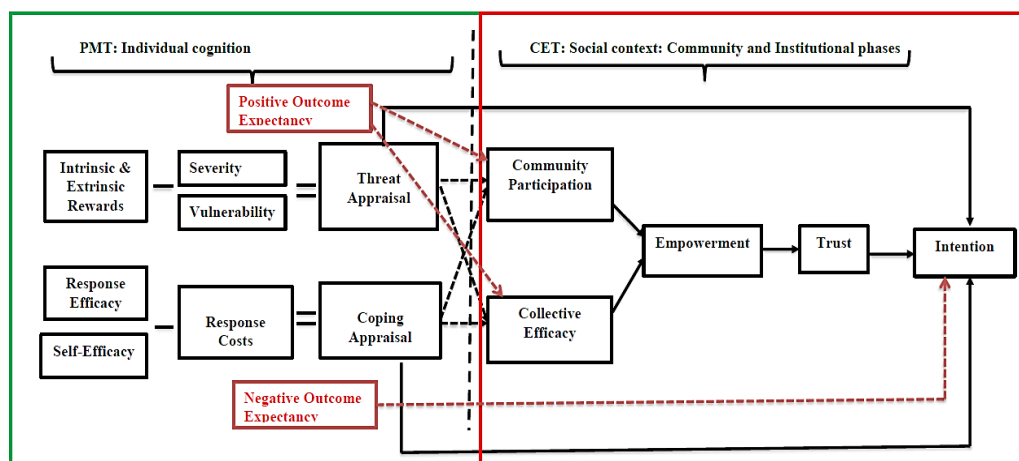 PMT: Individual cognition
CET: Social context: Community and Institutional phases
Positive Outcome
Expectancy
Intrinsic &
Extrinsic
Rewards
Severity
Vulnerability
Threat
Appraisal
Community
Participation
Empowerment
Trust
Intention
Response
Efficacy
Self-Efficacy
Response
Costs
Coping
Appraisal
Collective
Efficacy
Negative Outcome
Expectancy